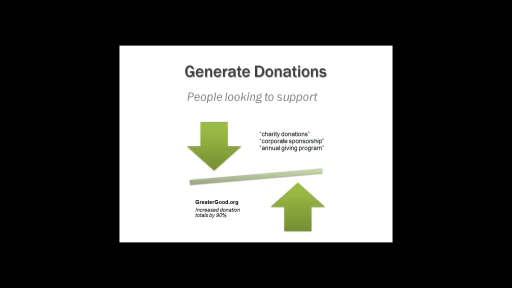 Generate Donations
People looking to support
"charity donations"
"corporate sponsorship"
"annual giving program"
GreaterGood.org
Increased donation
totals by 90%